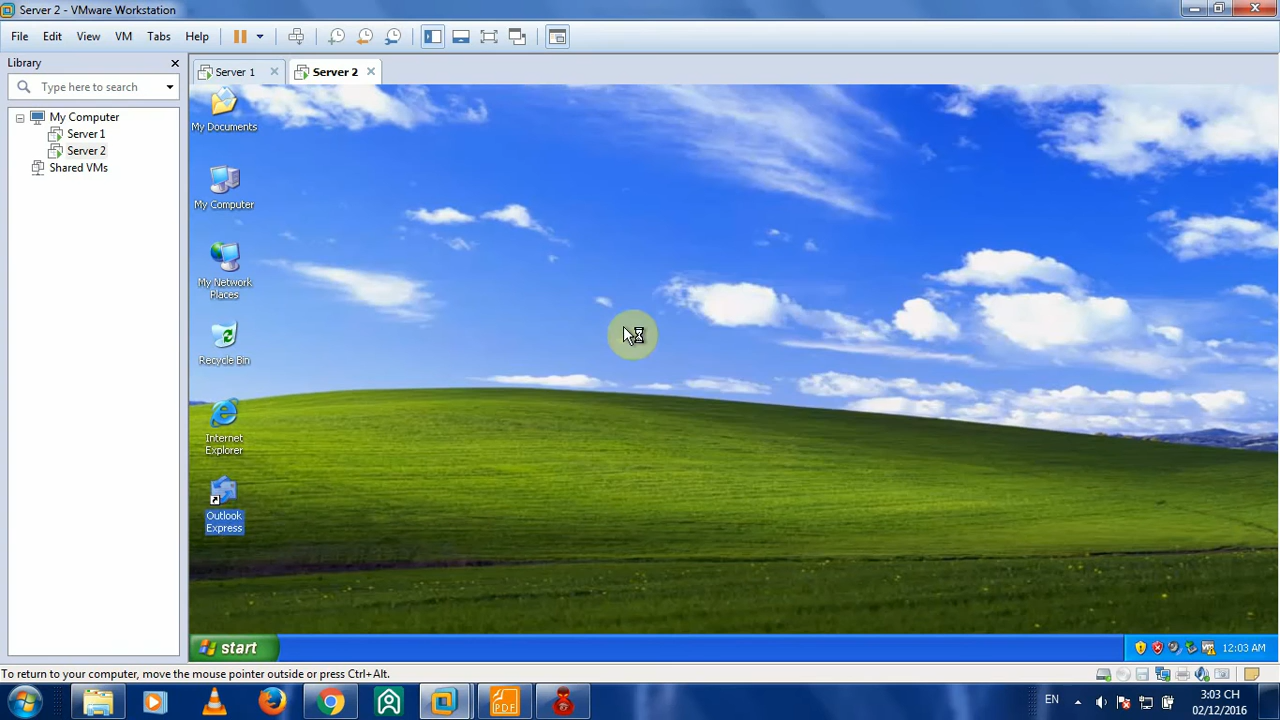 Server 2 - VMware Workstation
File Edit View VM Tabs Help
Library
Type here to search
My Computer
Server 1
Server 2
Shared VMs
Server 1
Server 2
My Documents
My Computer
My Network
Places
Recycle Bin
Internet
Explorer
Outlook
Express
start
12:03 AM
To return to your computer, move the mouse pointer outside or press Ctrl+Alt.
PDF
EN
3:03 CH
02/12/2016